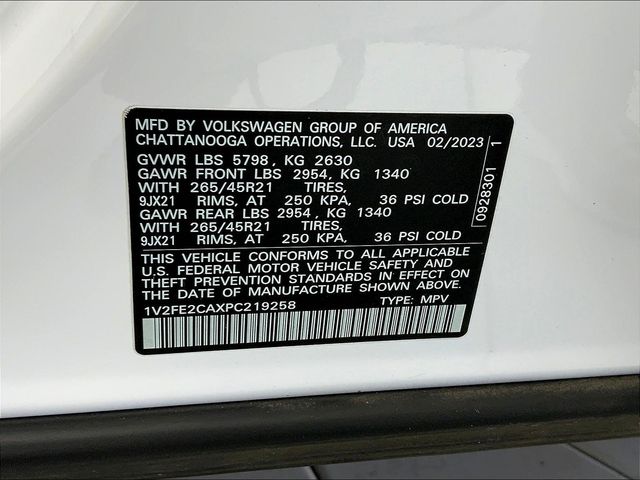 MFD BY VOLKSWAGEN GROUP OF AMERICA
CHATTANOOGA OPERATIONS, LLC. USA 02/2023
GVWR LBS 5798, KG 2630
GAWR FRONT LBS 2954, KG 1340
WITH 265/45R21 TIRES,
9JX21 RIMS, AT 250 KPA, 36 PSI COLD
GAWR REAR LBS 2954, KG 1340
WITH 265/45R21 TIRES,
9JX21 RIMS, AT 250 KPA, 36 PSI COLD
THIS VEHICLE CONFORMS TO ALL APPLICABLE
U.S. FEDERAL MOTOR VEHICLE SAFETY AND
THEFT PREVENTION STANDARDS IN EFFECT ON
THE DATE OF MANUFACTURE SHOWN ABOVE.
1V2FE2CAXPC219258 TYPE: MPV
0928301 1